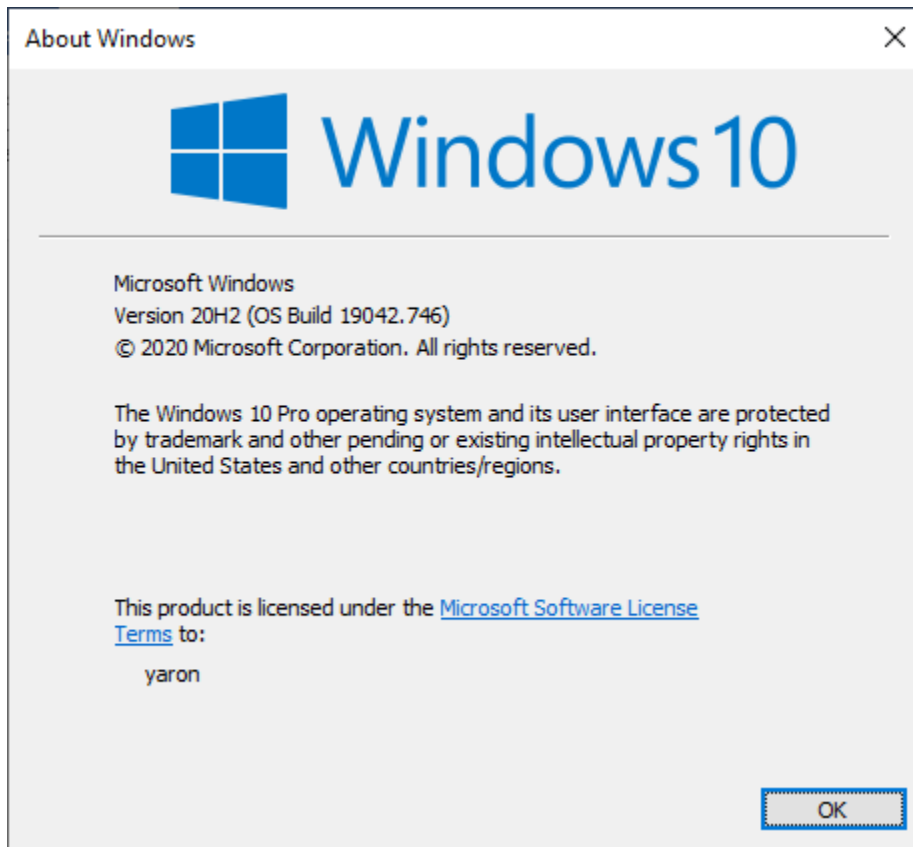 About Windows
Windows 10
Microsoft Windows
Version 20H2 (OS Build 19042.746)
© 2020 Microsoft Corporation. All rights reserved.
The Windows 10 Pro operating system and its user interface are protected
by trademark and other pending or existing intellectual property rights in
the United States and other countries/regions.
This product is licensed under the Microsoft Software License
Terms to:
yaron
OK